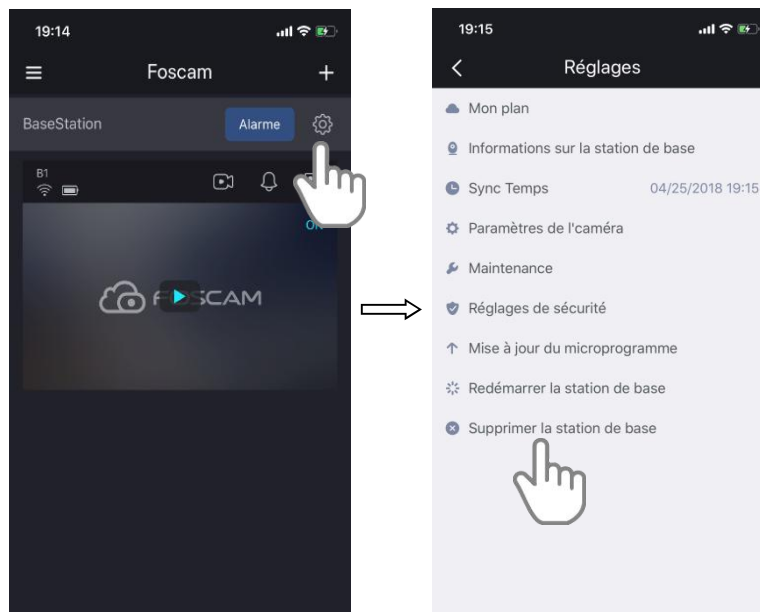 19:14
Foscam
BaseStation
Alarme
B1
FOSCAM
19:15
Réglages
Mon plan
Informations sur la station de base
Sync Temps 04/25/2018 19:15
Paramètres de l'caméra
Maintenance
Réglages de sécurité
Mise à jour du microprogramme
Redémarrer la station de base
Supprimer la station de base